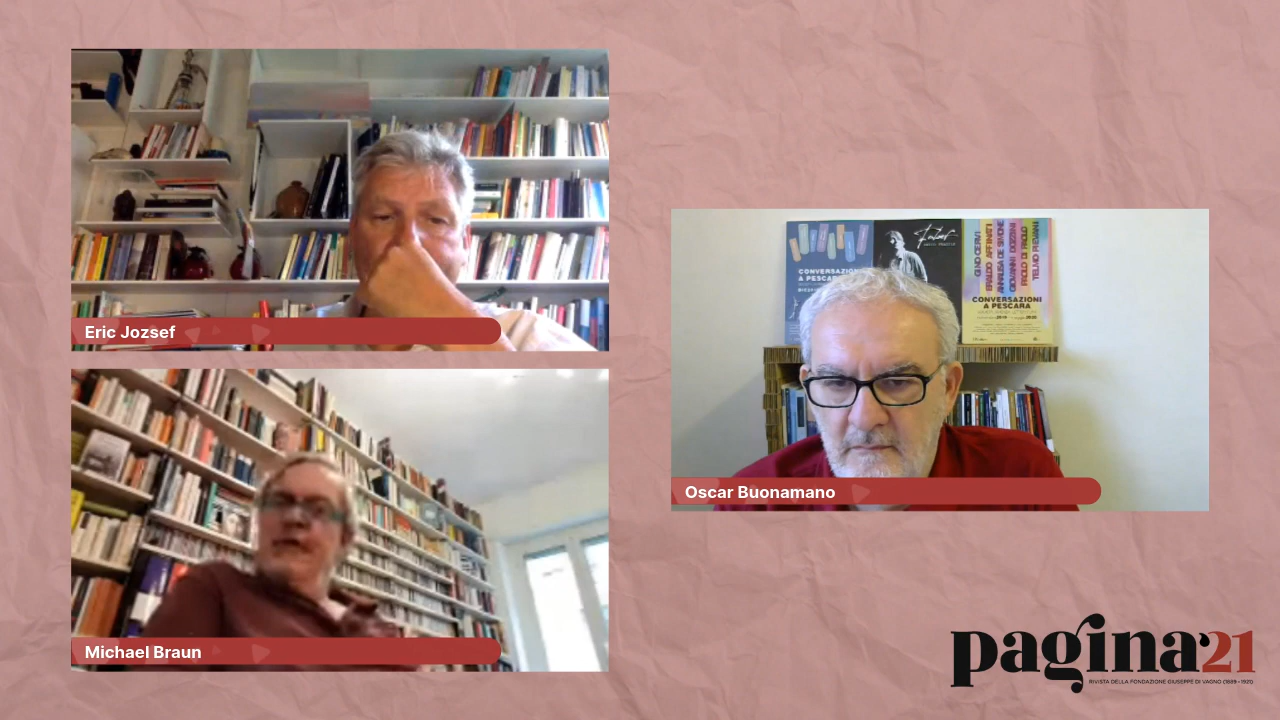 Eric Jozsef
Michael Braun
CONVERSAZIONI
A PESCARA
CONVERSAZIONI
A PESCARA
Oscar Buonamano
pagina21
RIVISTA DELLA FONDAZIONE GIUSEPPE DI VAGNO (1889-1921)